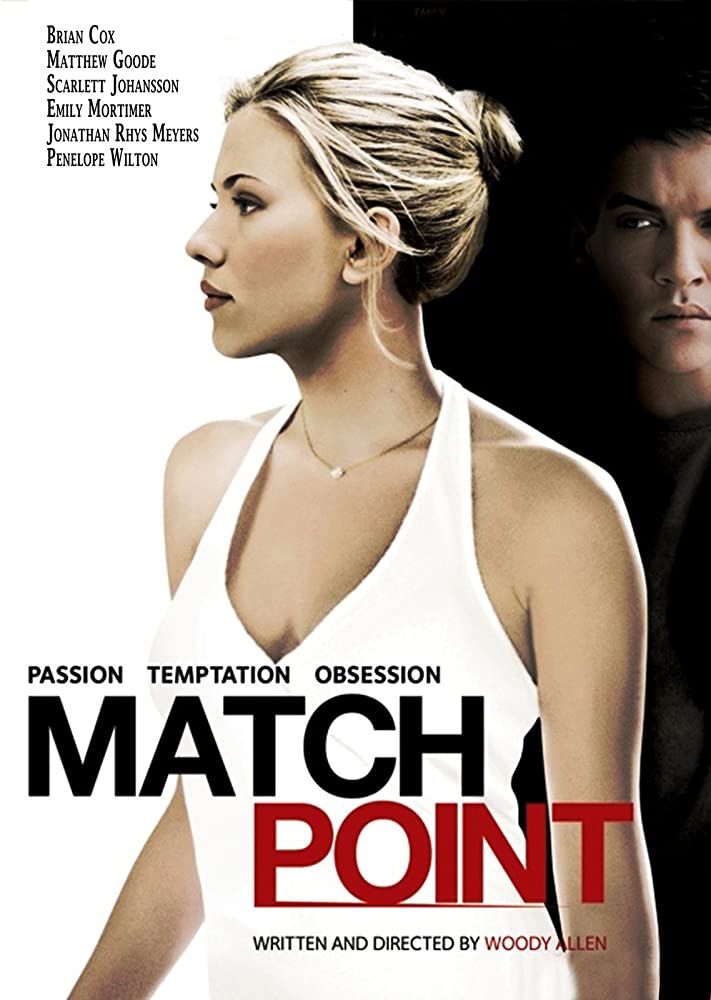 Brian Cox
Matthew Goode
Scarlett Johansson
Emily Mortimer
Jonathan Rhys Meyers
Penelope Wilton
PASSION TEMPTATION OBSESSION
MATCH
POINT
WRITTEN AND DIRECTED BY WOODY ALLEN